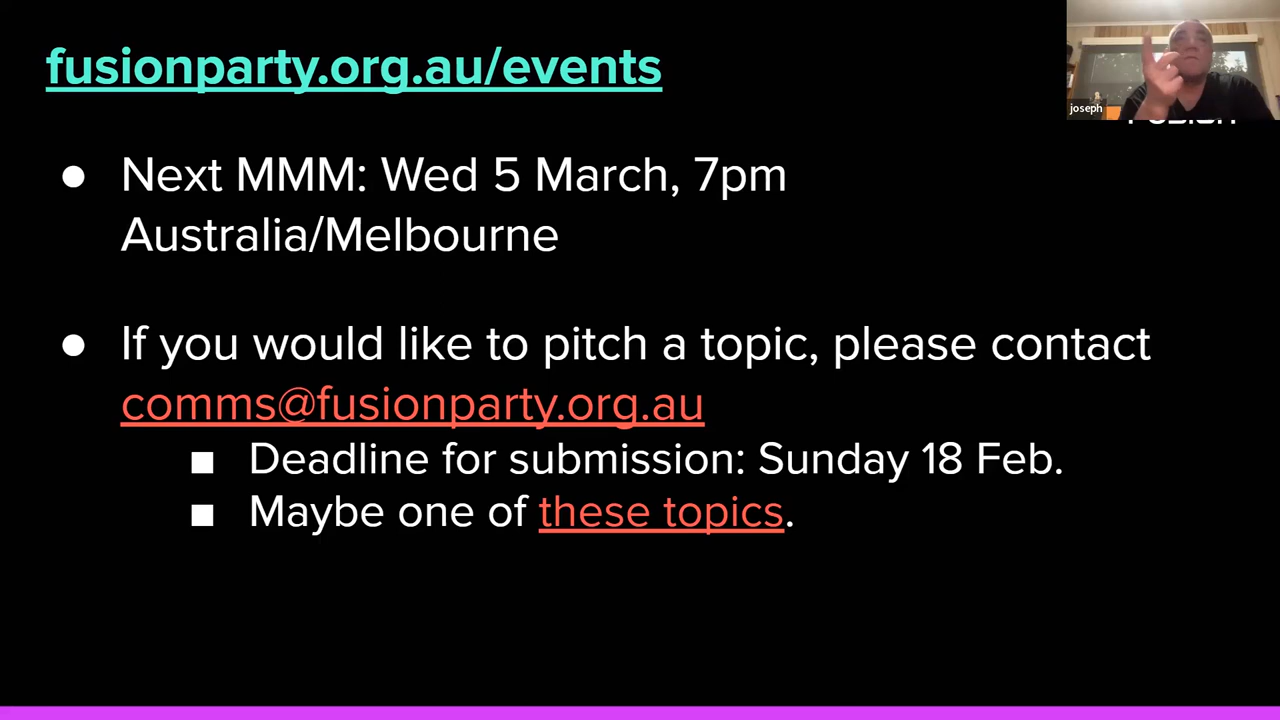 fusionparty.org.au/events
joseph
● Next MMM: Wed 5 March, 7pm
Australia/Melbourne
● If you would like to pitch a topic, please contact
comms@fusionparty.org.au
■ Deadline for submission: Sunday 18 Feb.
■ Maybe one of these topics.